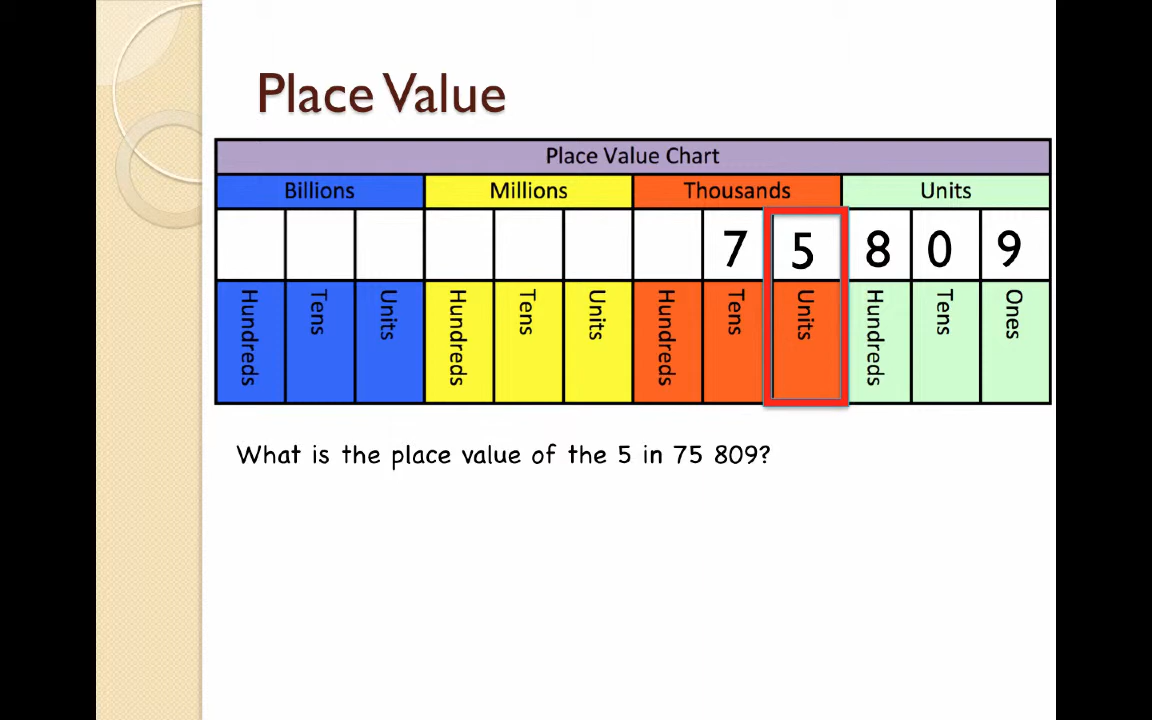 Place Value
Place Value Chart
Billions Millions Thousands Units
7 5 8 0 9
Hundreds Tens Units Hundreds Tens Units Hundreds Tens Units Hundreds Tens Ones
What is the place value of the 5 in 75 809?